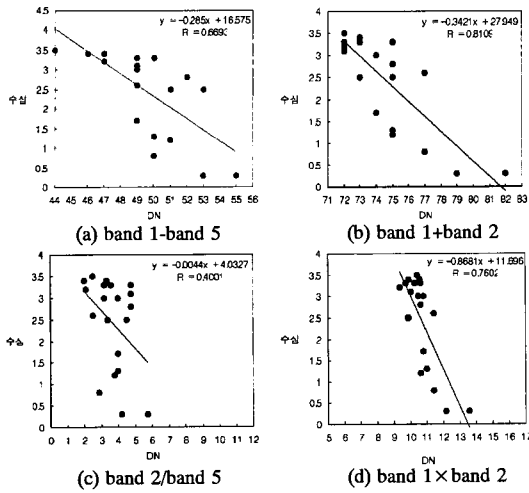 y = -0.285x + 16.575
R = 0.6693
4.5
4
3.5
3
2.5
2
1.5
1
0.5
0
수심
44 45 46 47 48 49 50 51 52 53 54 55 56
DN
(a) band 1-band 5
y = -0.3421x + 27.949
R = 0.8109
4
3.5
3
2.5
2
1.5
1
0.5
0
수심
71 72 73 74 75 76 77 78 79 80 81 82 83
DN
(b) band 1+band 2
y = -0.0044x + 4.0327
R = 0.4001
4
3.5
3
2.5
2
1.5
1
0.5
0
수심
0 1 2 3 4 5 6 7 8 9 10 11 12
DN
(c) band 2/band 5
y = -0.8681x + 11.696
R = 0.7602
4
3.5
3
2.5
2
1.5
1
0.5
0
수심
5 6 7 8 9 10 11 12 13 14 15 16 17
DN
(d) band 1×band 2